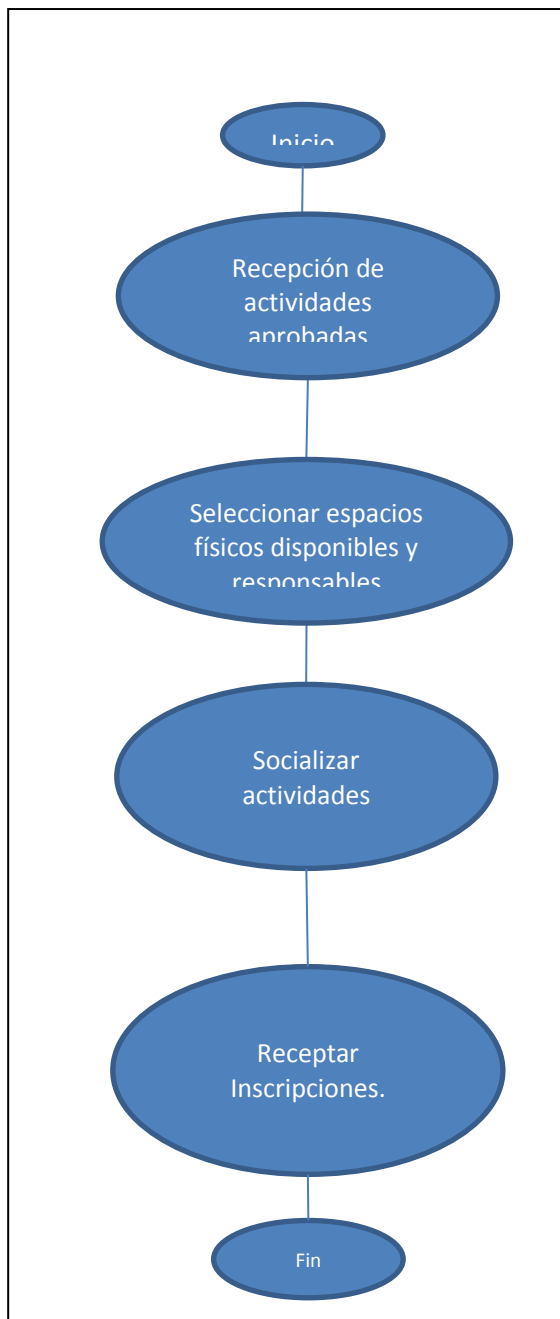 Inicio
Recepción de
actividades
aprobadas
Seleccionar espacios
físicos disponibles y
responsables
Socializar
actividades
Receptar
Inscripciones.
Fin